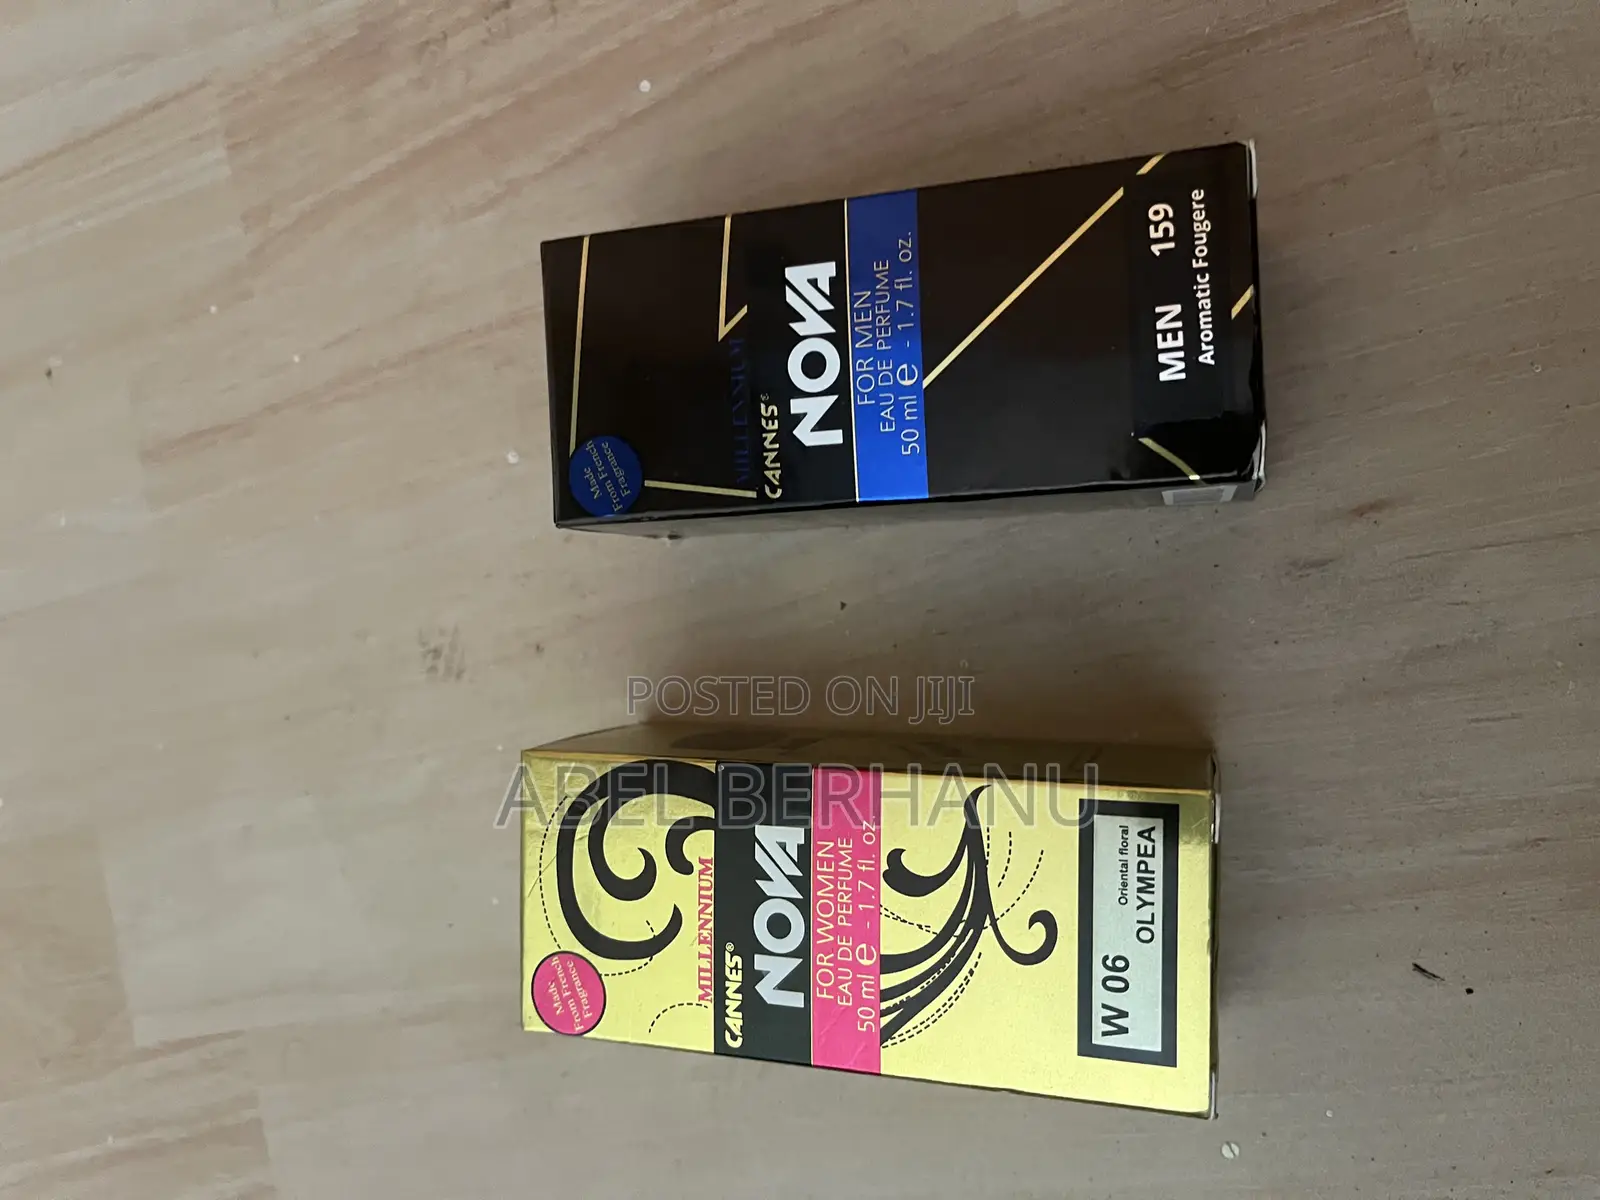 Made
From French
Fragrance
MILLENNIUM
CANNES®
NOVA
FOR MEN
EAU DE PERFUME
50 ml e - 1.7 fl. oz.
MEN 159
Aromatic Fougere
POSTED ON JIJI
ABEL BERHANU
Made
From French
Fragrance
MILLENNIUM
CANNES®
NOVA
FOR WOMEN
EAU DE PERFUME
50 ml e - 1.7 fl. oz.
W 06
Oriental floral
OLYMPEA